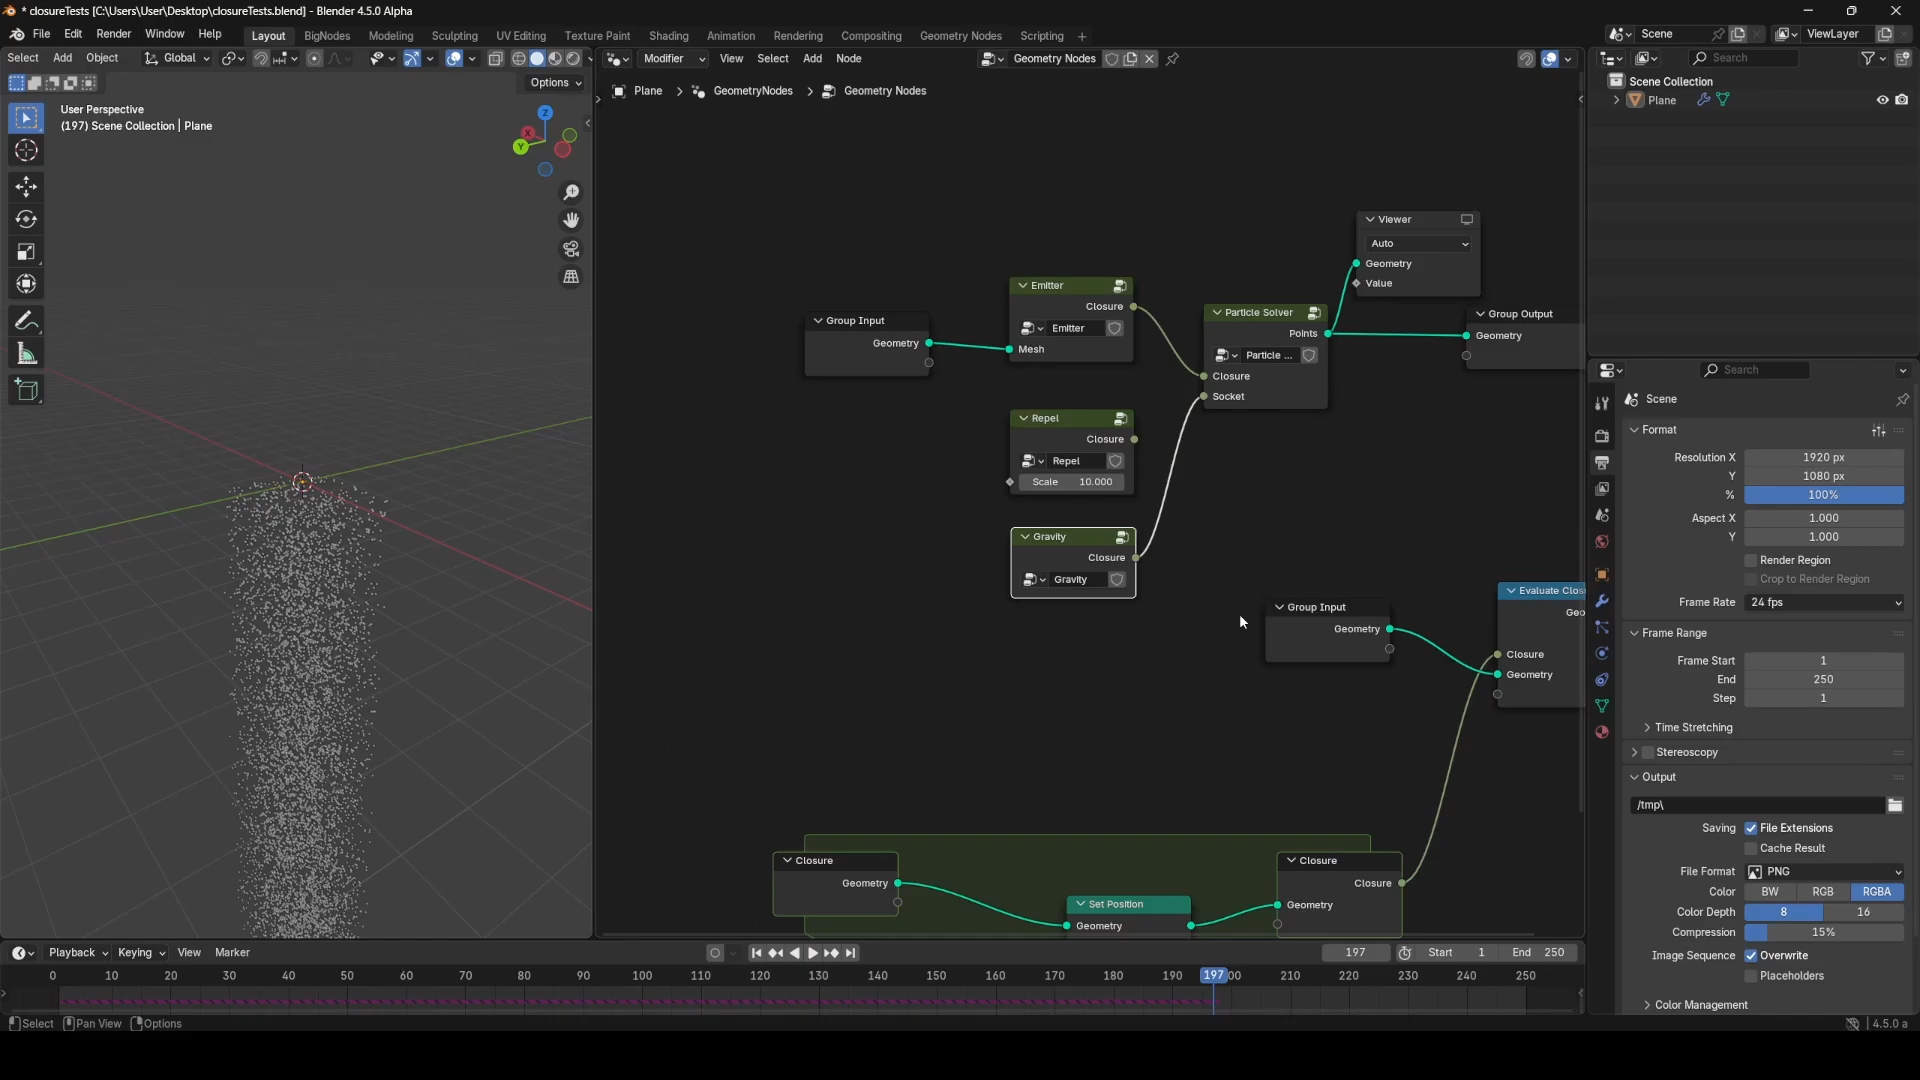 * closureTests [C:\Users\User\Desktop\closureTests.blend] - Blender 4.5.0 Alpha
File Edit Render Window Help Layout BigNodes Modeling Sculpting UV Editing Texture Paint Shading Animation Rendering Compositing Geometry Nodes Scripting + Scene ViewLayer
Select Add Object Global
Options
User Perspective
(197) Scene Collection | Plane
Z
X
Y
Modifier View Select Add Node Geometry Nodes
Plane > GeometryNodes > Geometry Nodes
Viewer
Auto
Geometry
Value
Emitter
Closure
Emitter
Mesh
Group Input
Geometry
Particle Solver
Points
Particle ...
Closure
Socket
Group Output
Geometry
Repel
Closure
Repel
Scale 10.000
Gravity
Closure
Gravity
Group Input
Geometry
Evaluate Clos
Geo
Closure
Geometry
Closure
Geometry
Set Position
Geometry
Closure
Closure
Geometry
Search
Scene Collection
Plane
Search
Scene
Format
Resolution X 1920 px
Y 1080 px
% 100%
Aspect X 1.000
Y 1.000
Render Region
Crop to Render Region
Frame Rate 24 fps
Frame Range
Frame Start 1
End 250
Step 1
Time Stretching
Stereoscopy
Output
/tmp\
Saving File Extensions
Cache Result
File Format PNG
Color BW RGB RGBA
Color Depth 8 16
Compression 15%
Image Sequence Overwrite
Placeholders
Color Management
Playback Keying View Marker 197 Start 1 End 250
0 10 20 30 40 50 60 70 80 90 100 110 120 130 140 150 160 170 180 190 197 00 210 220 230 240 250
Select Pan View Options 4.5.0 a